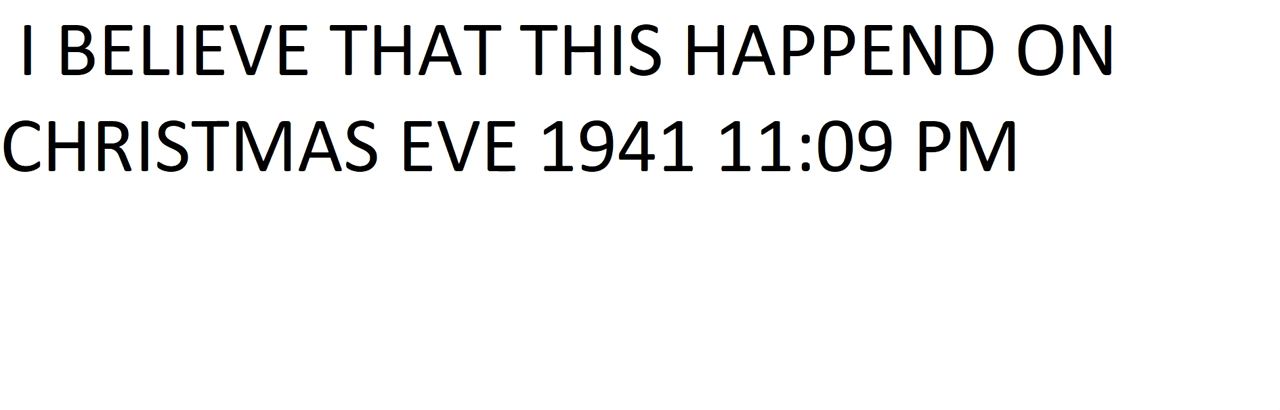 I BELIEVE THAT THIS HAPPEND ON
CHRISTMAS EVE 1941 11:09 PM